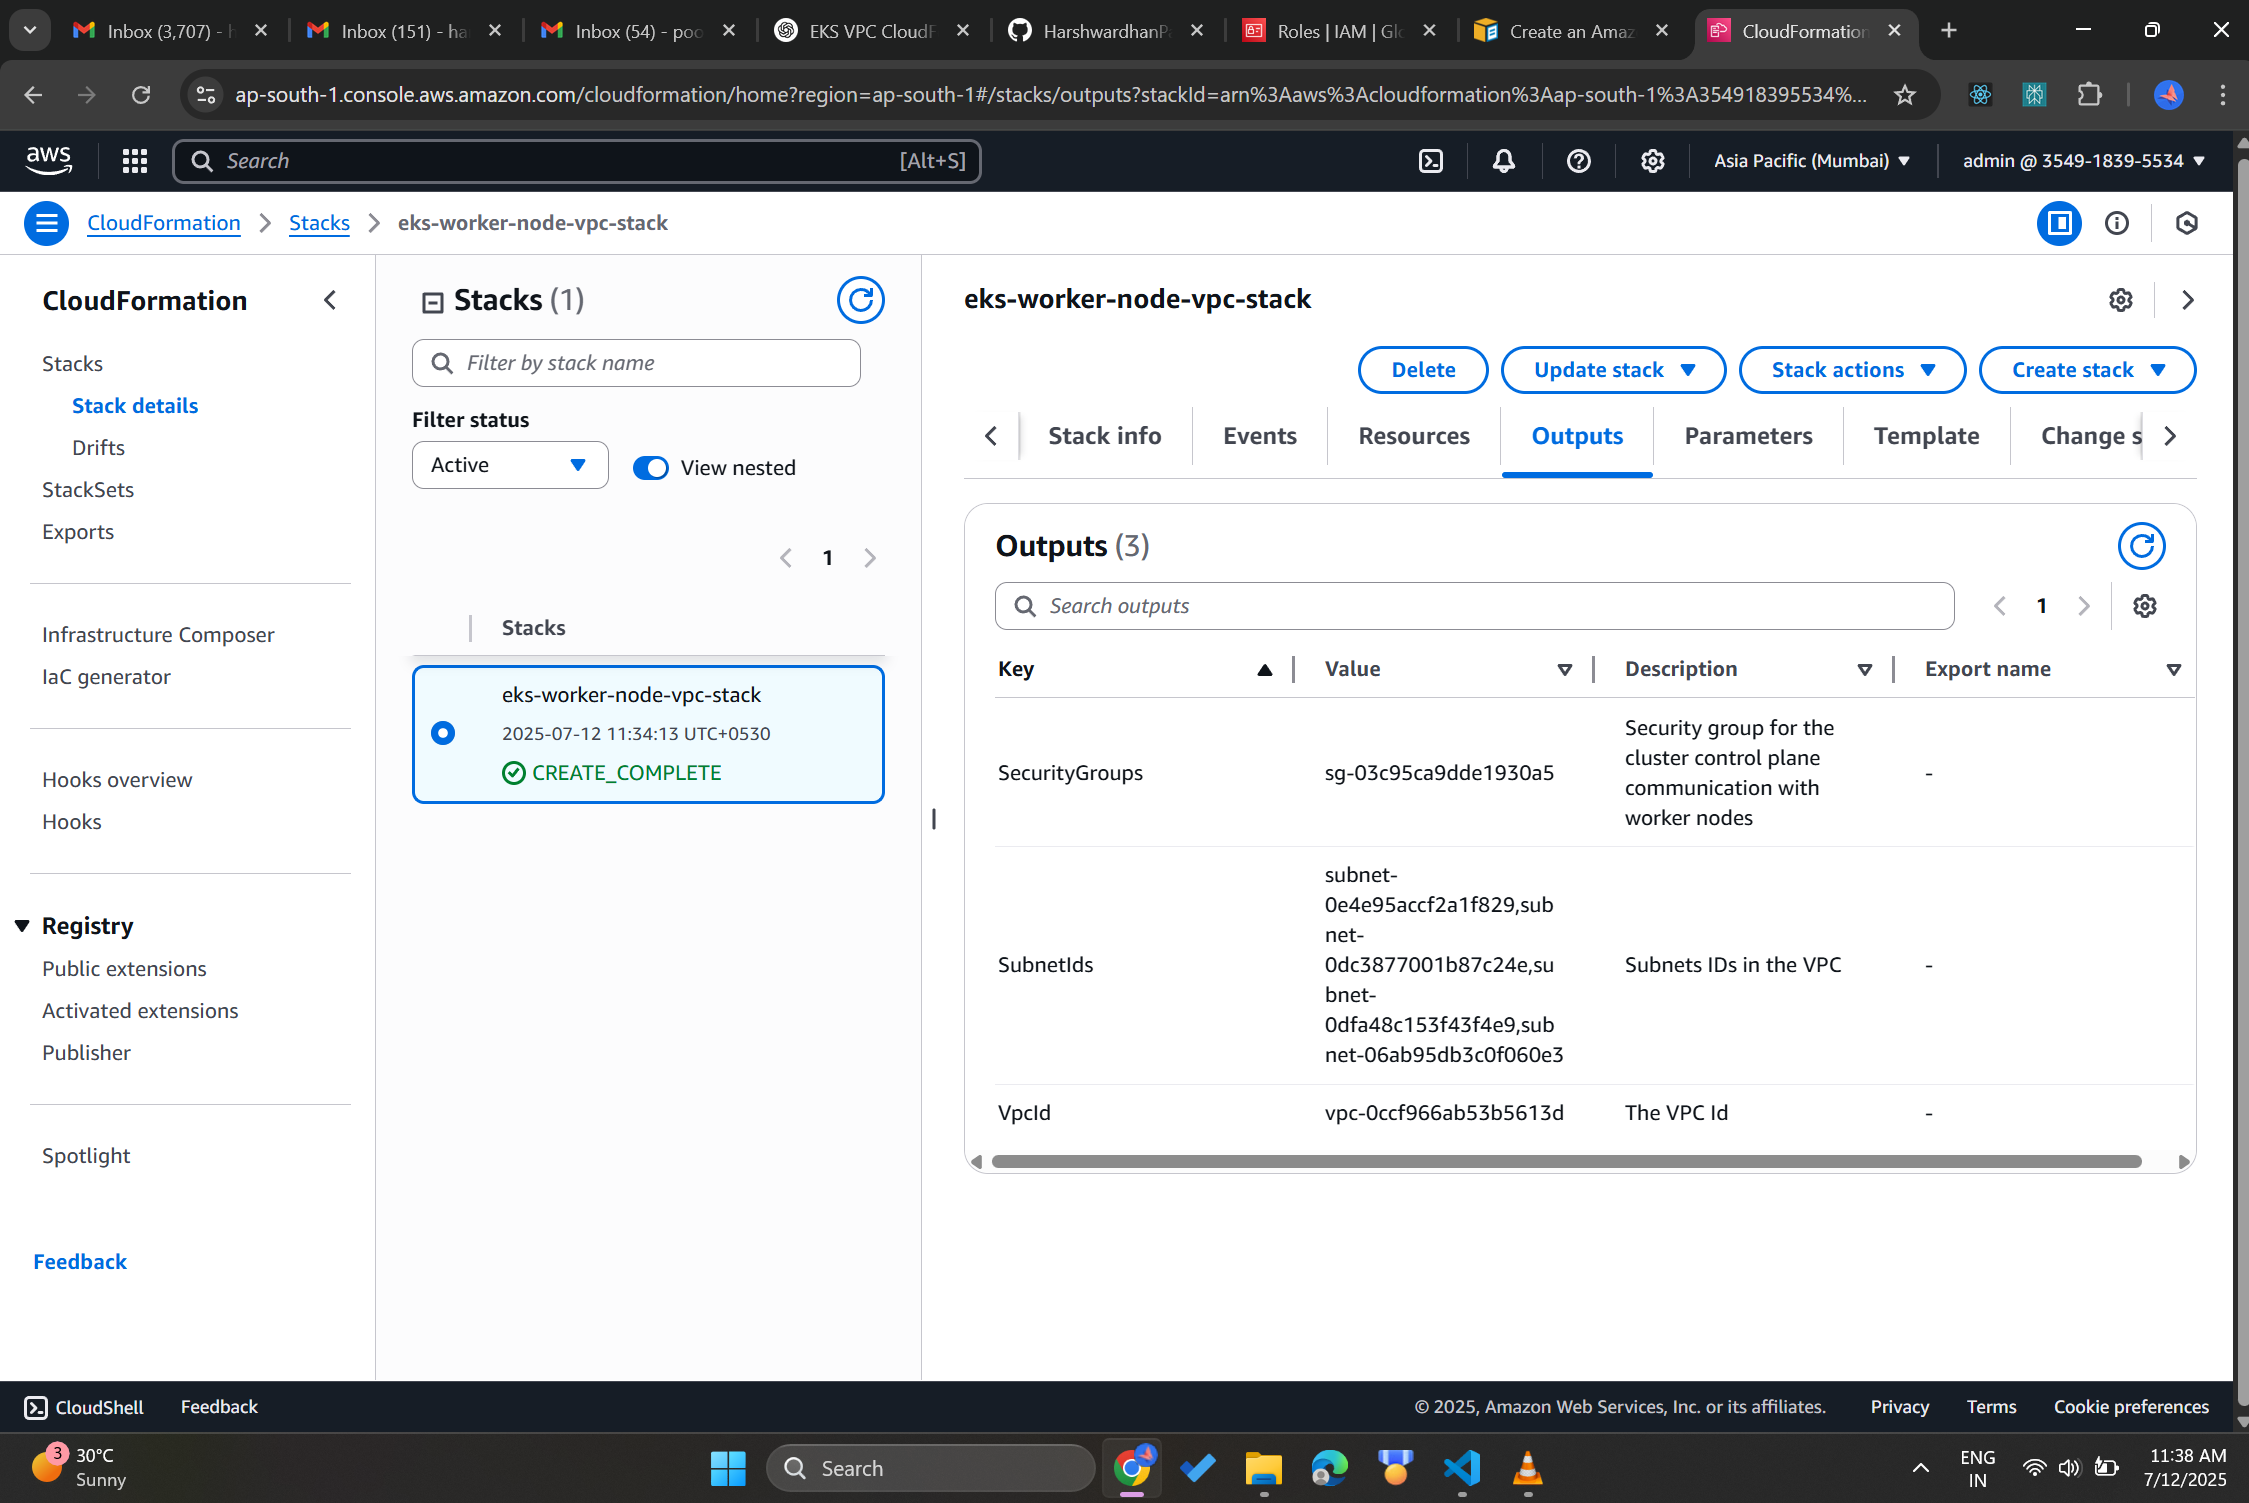 Inbox (3,707) - h
Inbox (151) - ha
Inbox (54) - poo
EKS VPC CloudF
HarshwardhanPa
Roles | IAM | Glo
Create an Amaz
CloudFormation
ap-south-1.console.aws.amazon.com/cloudformation/home?region=ap-south-1#/stacks/outputs?stackId=arn%3Aaws%3Acloudformation%3Aap-south-1%3A354918395534%...
aws
Search
[Alt+S]
Asia Pacific (Mumbai)
admin @ 3549-1839-5534
CloudFormation
Stacks
eks-worker-node-vpc-stack
CloudFormation
Stacks
Stack details
Drifts
StackSets
Exports
Infrastructure Composer
IaC generator
Hooks overview
Hooks
Registry
Public extensions
Activated extensions
Publisher
Spotlight
Feedback
Stacks (1)
Filter by stack name
Filter status
Active
View nested
1
Stacks
eks-worker-node-vpc-stack
2025-07-12 11:34:13 UTC+0530
CREATE_COMPLETE
eks-worker-node-vpc-stack
Delete
Update stack
Stack actions
Create stack
Stack info
Events
Resources
Outputs
Parameters
Template
Change s
Outputs (3)
Search outputs
1
Key
Value
Description
Export name
SecurityGroups
sg-03c95ca9dde1930a5
Security group for the
cluster control plane
communication with
worker nodes
-
SubnetIds
subnet-
0e4e95accf2a1f829,sub
net-
0dc3877001b87c24e,su
bnet-
0dfa48c153f43f4e9,sub
net-06ab95db3c0f060e3
Subnets IDs in the VPC
-
VpcId
vpc-0ccf966ab53b5613d
The VPC Id
-
CloudShell
Feedback
© 2025, Amazon Web Services, Inc. or its affiliates.
Privacy
Terms
Cookie preferences
3
30°C
Sunny
Search
ENG
IN
11:38 AM
7/12/2025